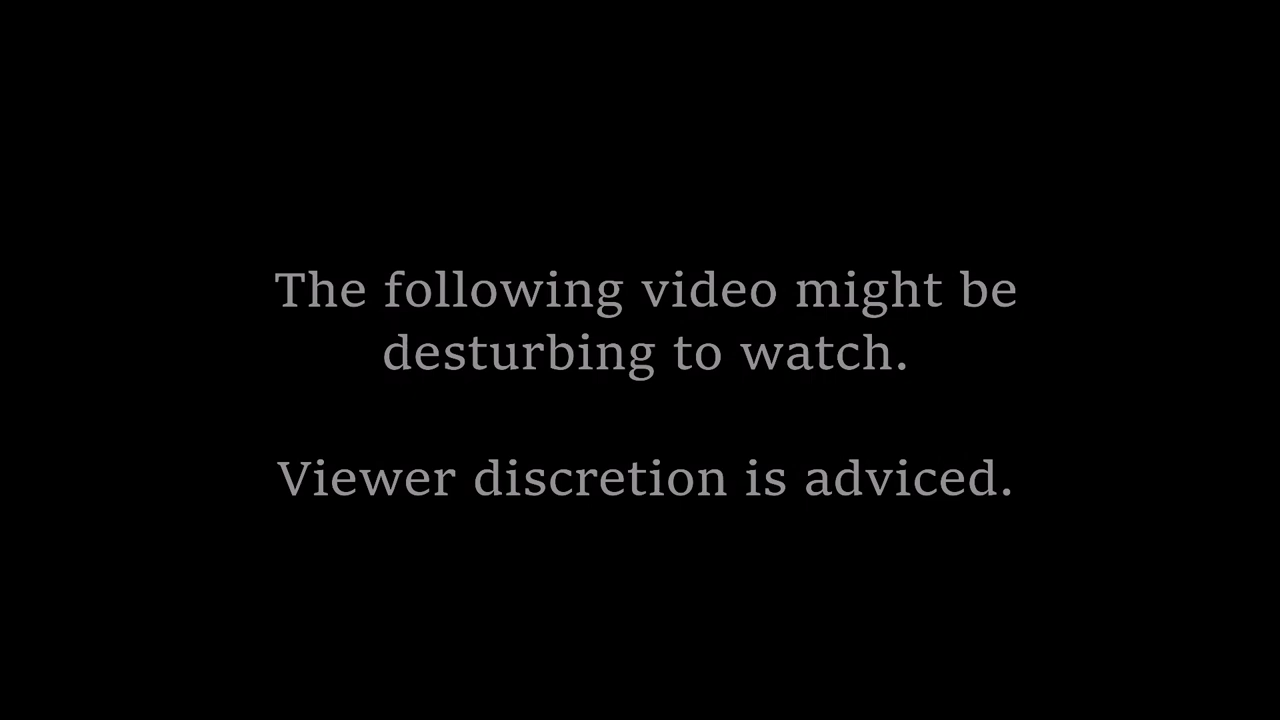 The following video might be
desturbing to watch.
Viewer discretion is adviced.